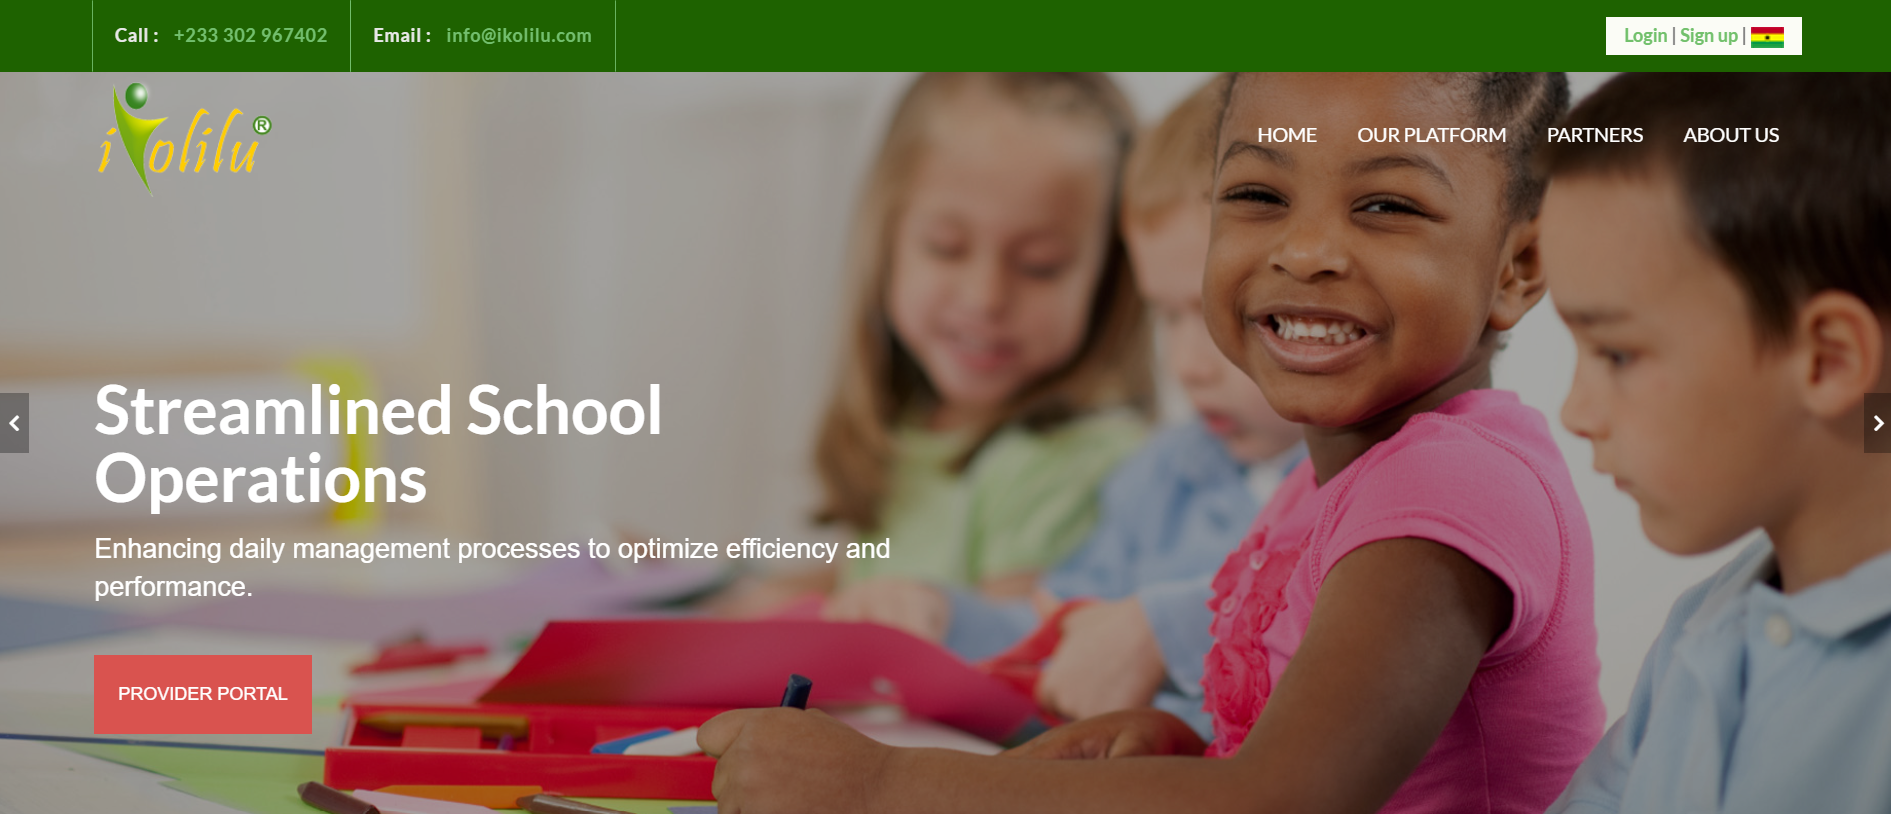 Call : +233 302 967402 Email : info@ikolilu.com Login | Sign up |
iKolilu ®
HOME OUR PLATFORM PARTNERS ABOUT US
Streamlined School
Operations
Enhancing daily management processes to optimize efficiency and
performance.
PROVIDER PORTAL